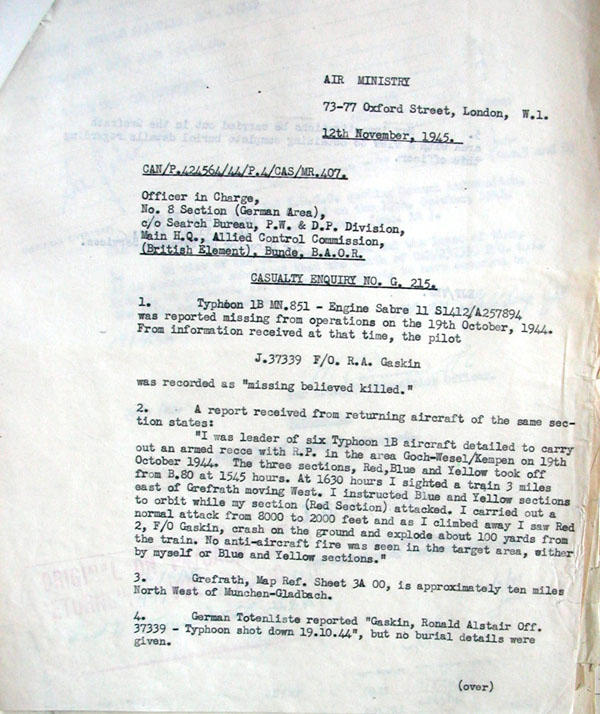 AIR MINISTRY
73-77 Oxford Street, London, W.1.
12th November, 1945.
CAN/P.424564/44/P.4/CAS/MR.407.
Officer in Charge,
No. 8 Section (German Area),
c/o Search Bureau, P.W. & D.P. Division,
Main H.Q., Allied Control Commission,
(British Element), Bunde, B.A.O.R.
CASUALTY ENQUIRY NO. G. 215.
1. Typhoon 1B MN.851 - Engine Sabre 11 S1412/A257894
was reported missing from operations on the 19th October, 1944.
From information received at that time, the pilot
J.37339 F/O. R.A. Gaskin
was recorded as "missing believed killed."
2. A report received from returning aircraft of the same sec-
tion states:
"I was leader of six Typhoon 1B aircraft detailed to carry
out an armed recce with R.P. in the area Goch-Wesel/Kempen on 19th
October 1944. The three sections, Red,Blue and Yellow took off
from B.80 at 1545 hours. At 1630 hours I sighted a train 3 miles
east of Grefrath moving West. I instructed Blue and Yellow sections
to orbit while my section (Red Section) attacked. I carried out a
normal attack from 8000 to 2000 feet and as I climbed away I saw Red
2, F/O Gaskin, crash on the ground and explode about 100 yards from
the train. No anti-aircraft fire was seen in the target area, wither
by myself or Blue and Yellow sections."
3. Grefrath, Map Ref. Sheet 3A 00, is approximately ten miles
North West of Munchen-Gladbach.
4. German Totenliste reported "Gaskin, Ronald Alstair Off.
37339 - Typhoon shot down 19.10.44", but no burial details were
given.
(over)